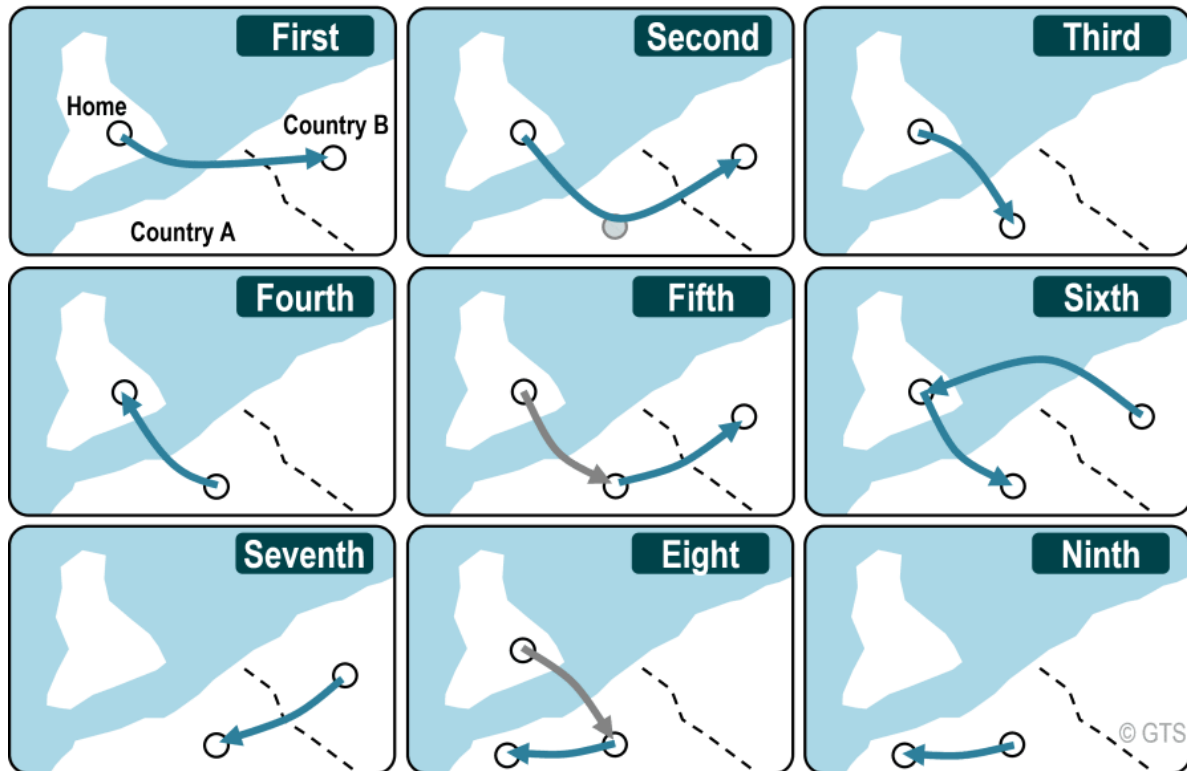 First
Home
Country B
Country A
Second
Third
Fourth
Fifth
Sixth
Seventh
Eight
Ninth
© GTS